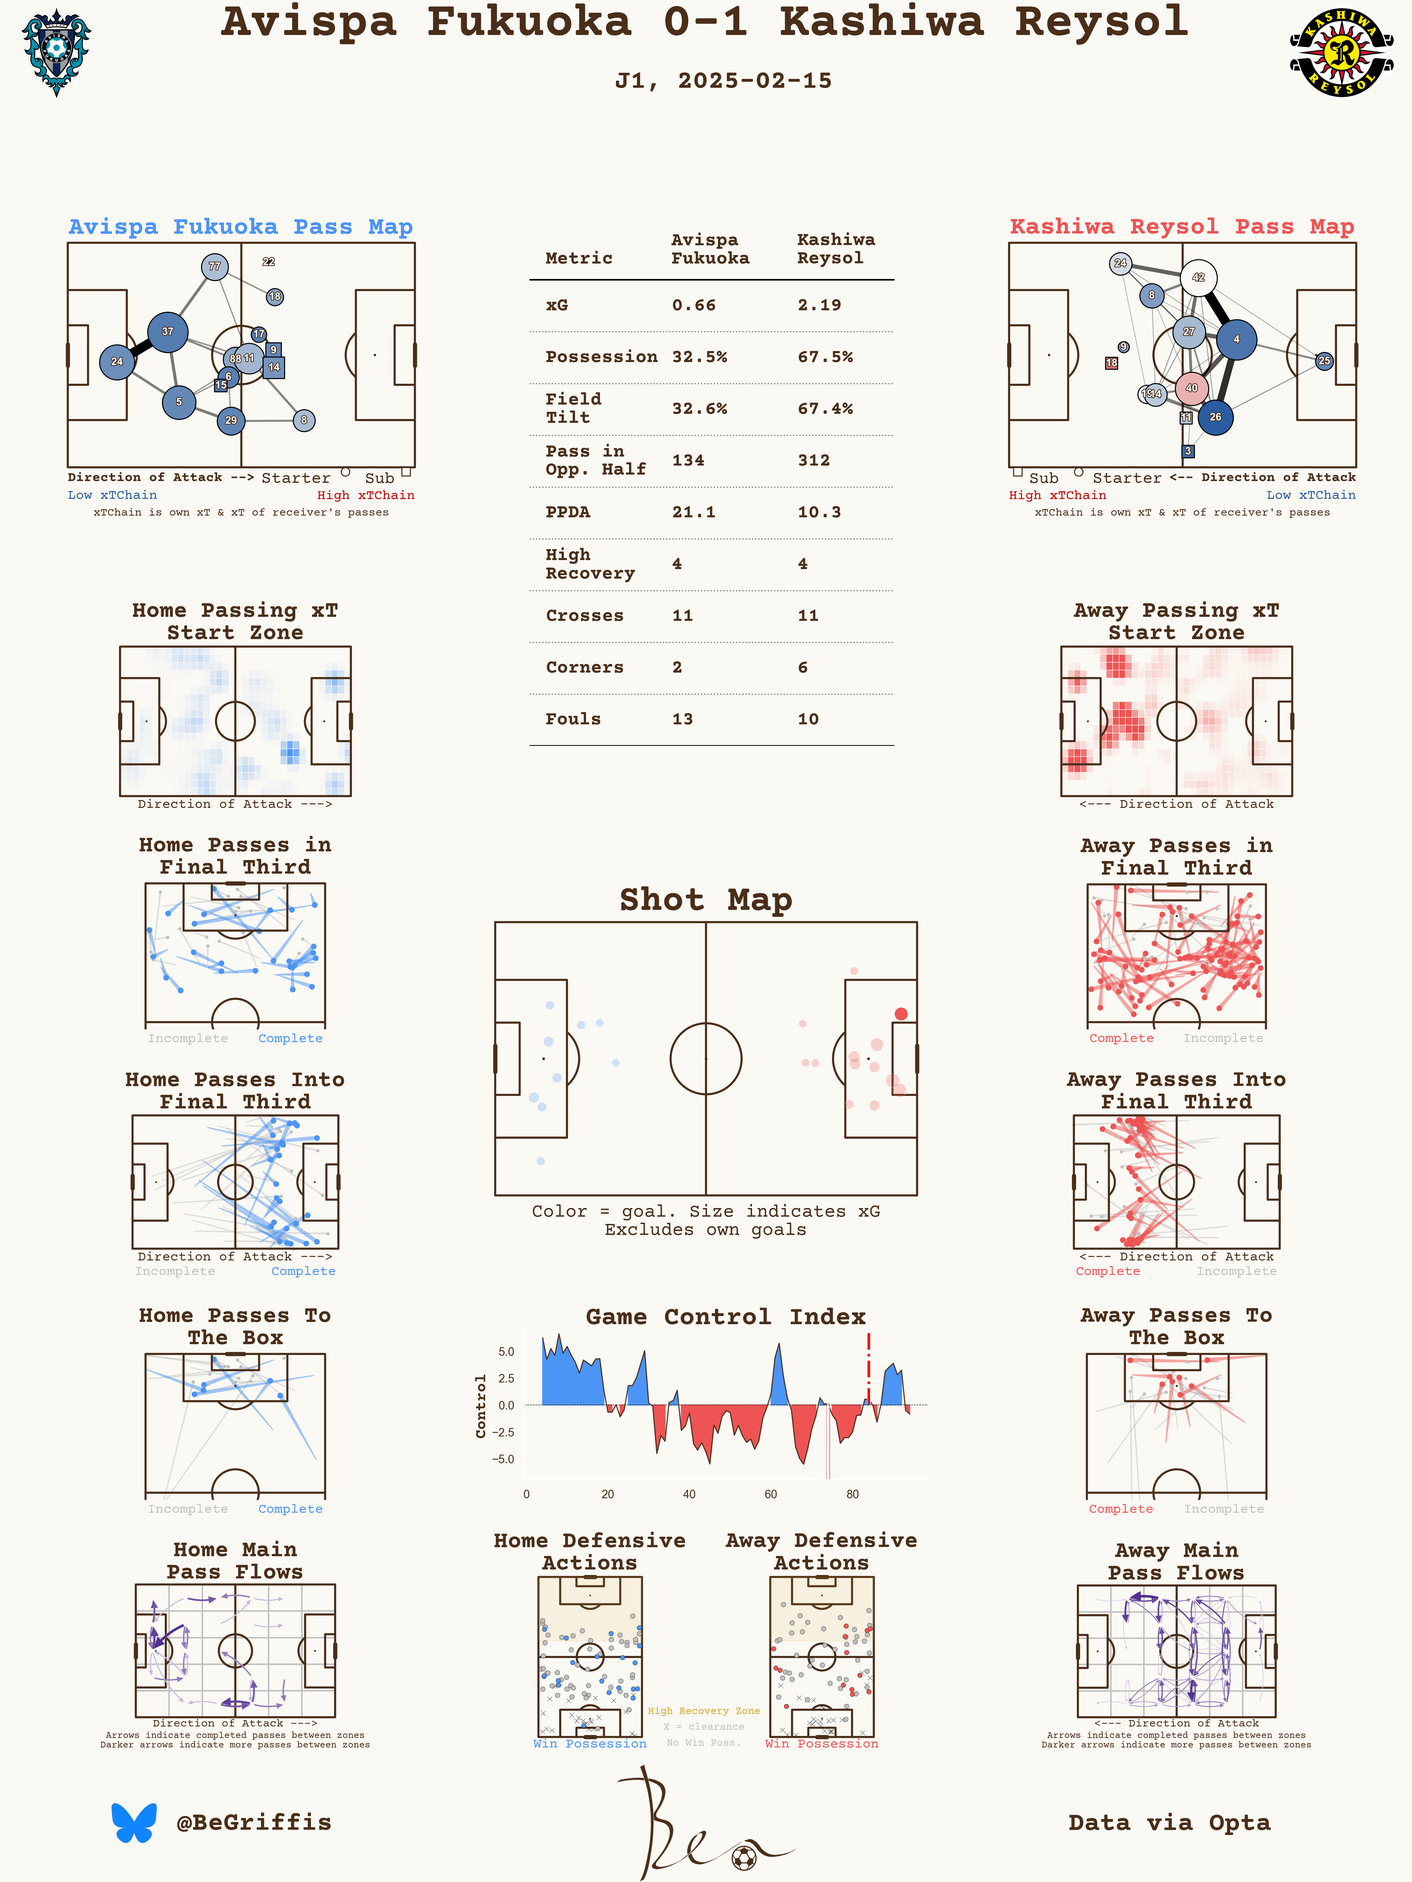 Avispa Fukuoka 0-1 Kashiwa Reysol
J1, 2025-02-15
KASHIWA
R
REYSOL
Avispa Fukuoka Pass Map
77
22
18
37
17
24
88
11
9
14
6
15
5
29
8
Direction of Attack --> Starter Sub
Low xTChain High xTChain
xTChain is own xT & xT of receiver's passes
Metric Avispa Fukuoka Kashiwa Reysol
xG 0.66 2.19
Possession 32.5% 67.5%
Field Tilt 32.6% 67.4%
Pass in Opp. Half 134 312
PPDA 21.1 10.3
High Recovery 4 4
Crosses 11 11
Corners 2 6
Fouls 13 10
Kashiwa Reysol Pass Map
24
42
8
27
4
9
18
25
14
40
11
26
3
Sub Starter <-- Direction of Attack
High xTChain Low xTChain
xTChain is own xT & xT of receiver's passes
Home Passing xT
Start Zone
Direction of Attack --->
Away Passing xT
Start Zone
<--- Direction of Attack
Home Passes in
Final Third
Incomplete Complete
Away Passes in
Final Third
Complete Incomplete
Shot Map
Color = goal. Size indicates xG
Excludes own goals
Home Passes Into
Final Third
Direction of Attack --->
Incomplete Complete
Away Passes Into
Final Third
<--- Direction of Attack
Complete Incomplete
Home Passes To
The Box
Incomplete Complete
Game Control Index
Control
5.0
2.5
0.0
−2.5
−5.0
0 20 40 60 80
Away Passes To
The Box
Complete Incomplete
Home Main
Pass Flows
Direction of Attack --->
Arrows indicate completed passes between zones
Darker arrows indicate more passes between zones
Home Defensive
Actions
Win Possession
Away Defensive
Actions
Win Possession
High Recovery Zone
X = clearance
No Win Poss.
Away Main
Pass Flows
<--- Direction of Attack
Arrows indicate completed passes between zones
Darker arrows indicate more passes between zones
@BeGriffis
Ben
Data via Opta